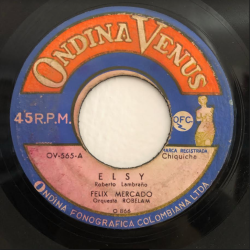 ONDINA VENUS
45 R.P.M.
OFC
MARCA REGISTRADA
OV-565-A
Chiquiche
ELSY
Roberto Lambraño
FELIX MERCADO
Orquesta ROBELAM
ONDINA FONOGRAFICA COLOMBIANA LTDA